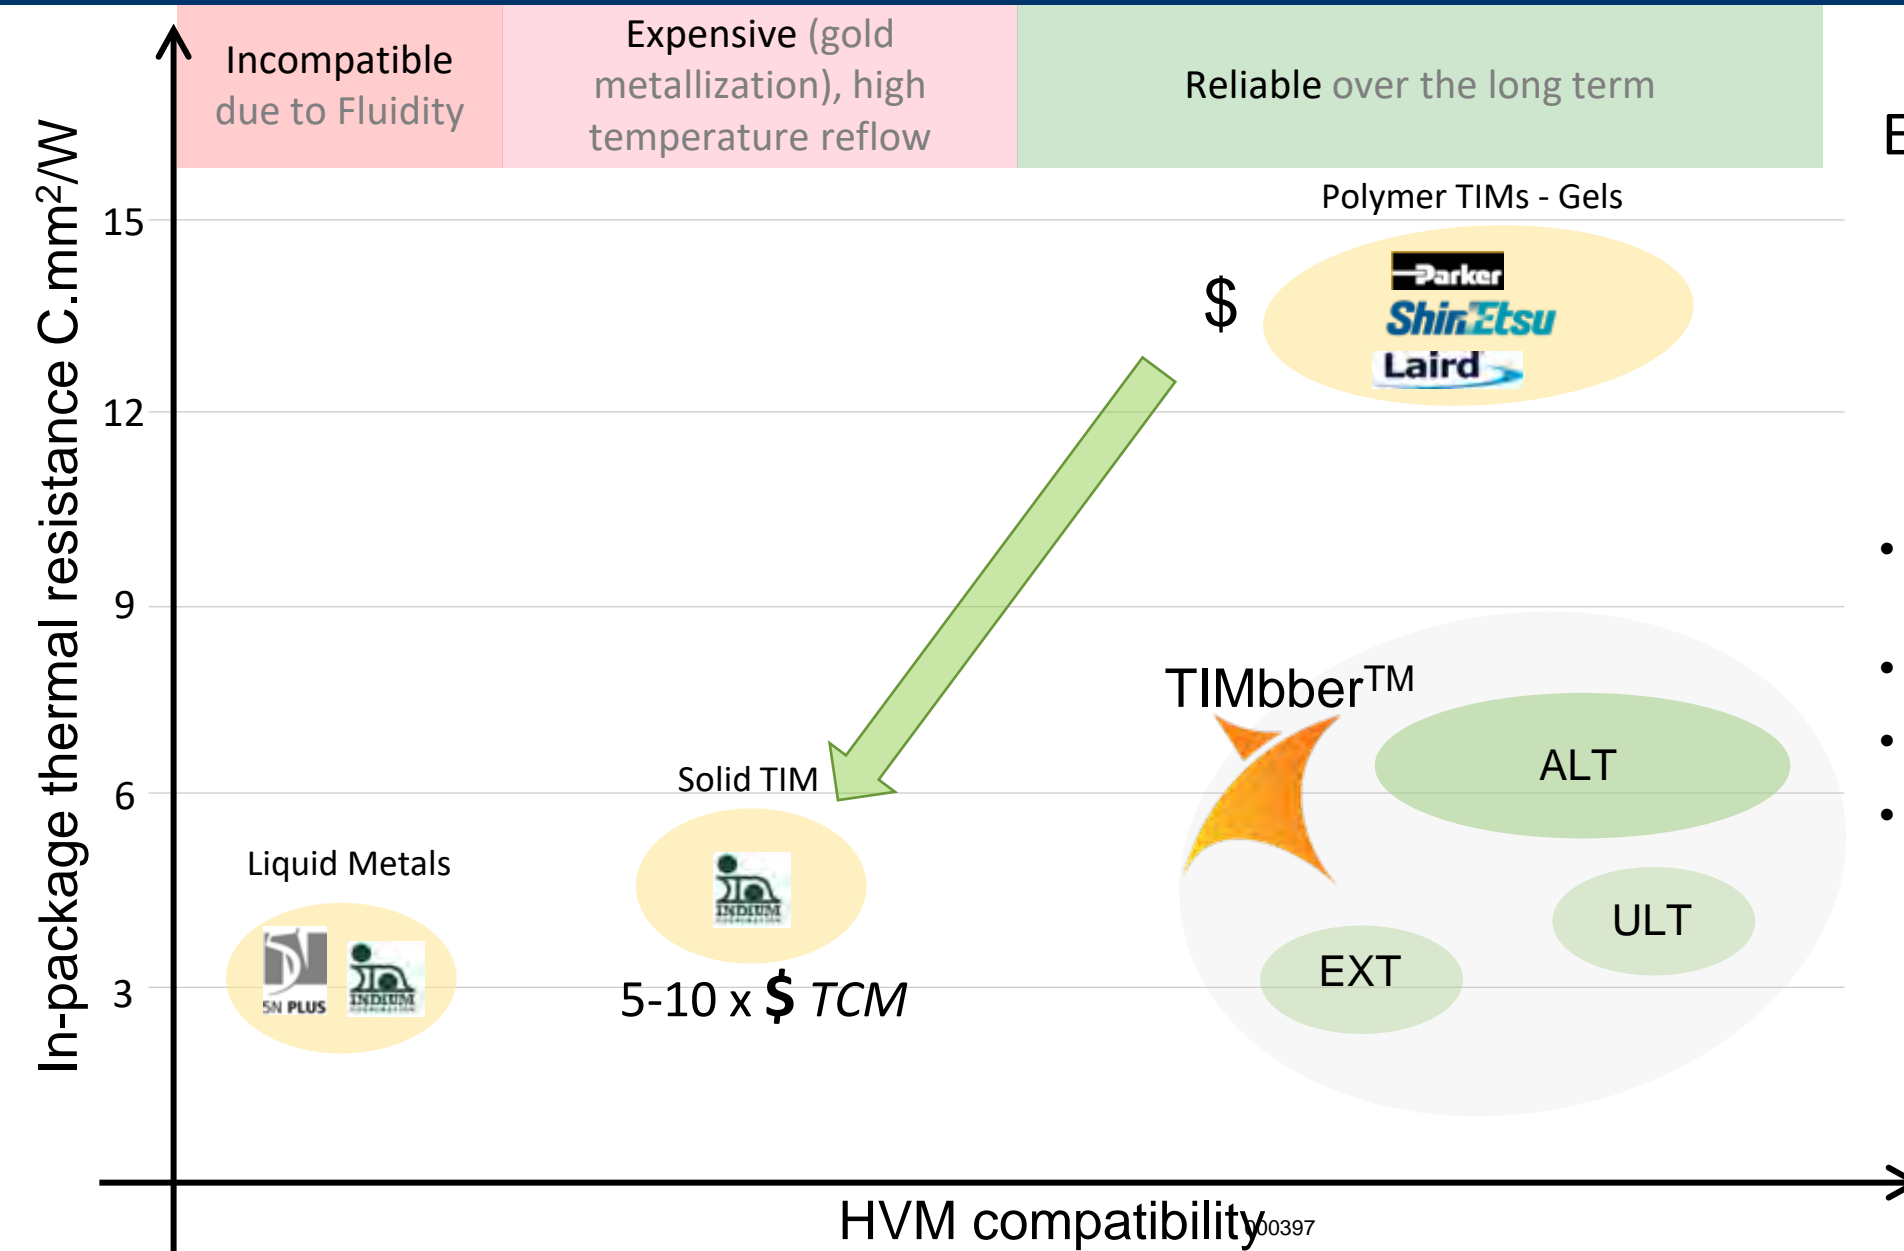 Incompatible
due to Fluidity
Expensive (gold
metallization), high
temperature reflow
Reliable over the long term
E
In-package thermal resistance C.mm²/W
15
12
9
6
3
Polymer TIMs - Gels
$
Parker
ShinEtsu
Laird
TIMbber™
ALT
ULT
EXT
Solid TIM
INDIUM
5-10 x $ TCM
Liquid Metals
5N PLUS
INDIUM
•
•
•
•
HVM compatibility
000397